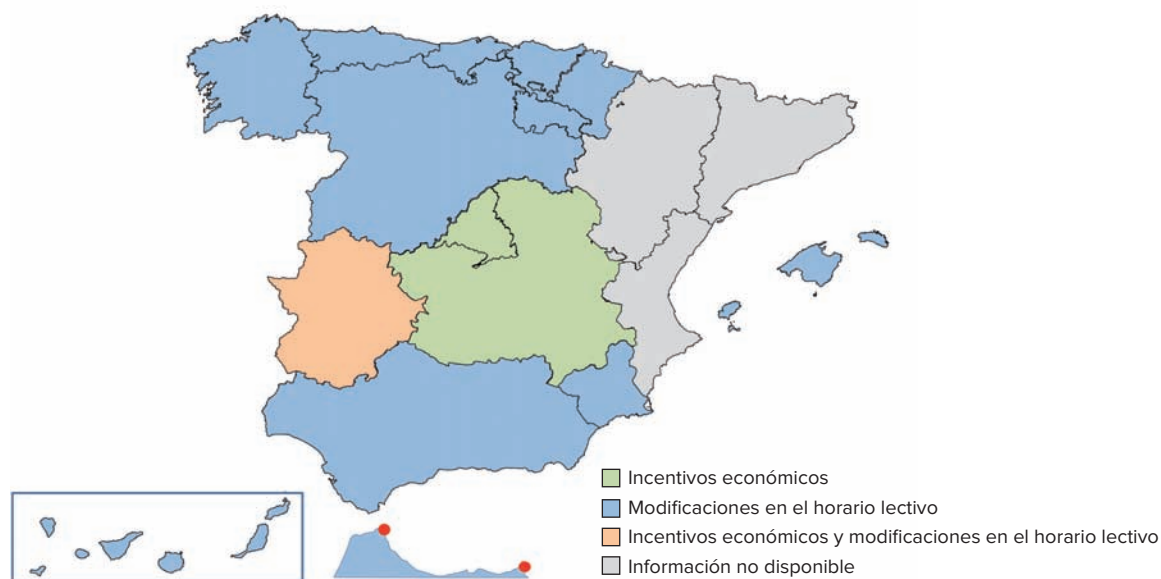 Incentivos económicos
Modificaciones en el horario lectivo
Incentivos económicos y modificaciones en el horario lectivo
Información no disponible